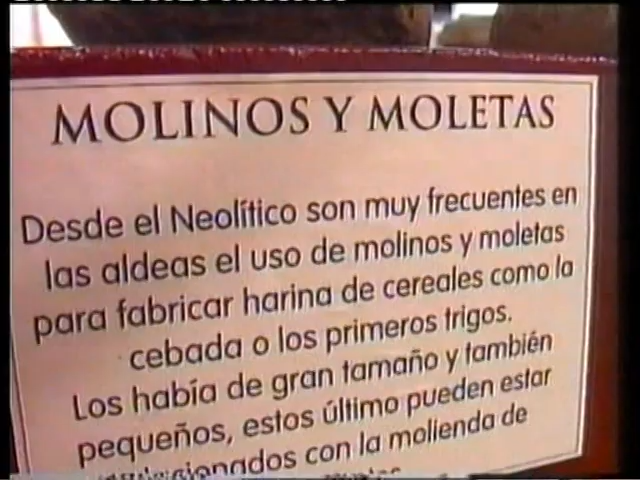 MOLINOS Y MOLETAS
Desde el Neolítico son muy frecuentes en
las aldeas el uso de molinos y moletas
para fabricar harina de cereales como la
cebada o los primeros trigos.
Los había de gran tamaño y también
pequeños, estos último pueden estar
con la molienda de